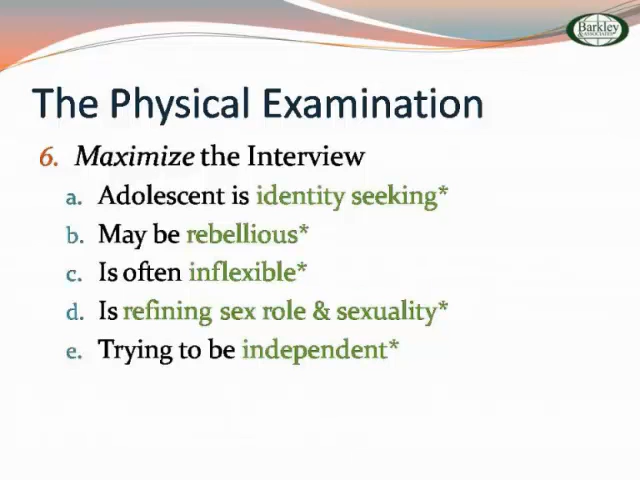 Barkley
& ASSOCIATES
The Physical Examination
6. Maximize the Interview
a. Adolescent is identity seeking*
b. May be rebellious*
c. Is often inflexible*
d. Is refining sex role & sexuality*
e. Trying to be independent*